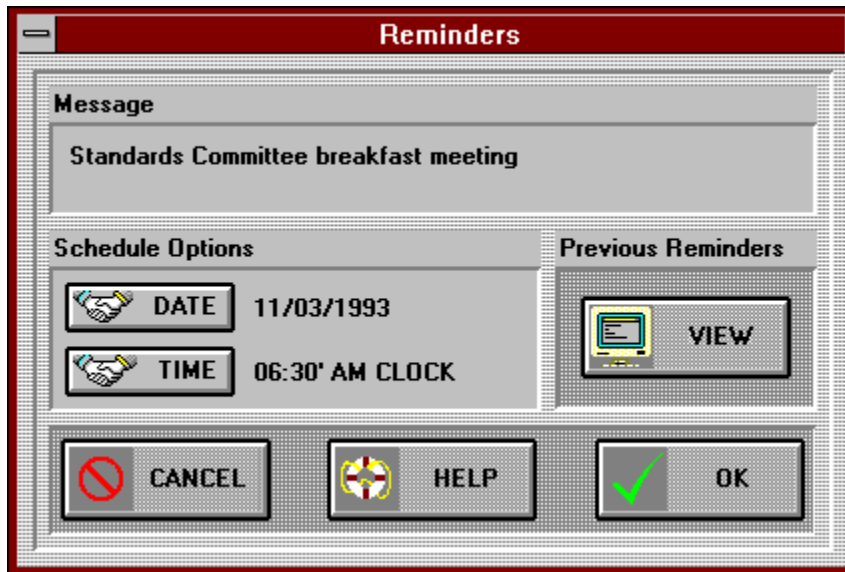 Reminders
Message
Standards Committee breakfast meeting
Schedule Options
DATE 11/03/1993
TIME 06:30' AM CLOCK
Previous Reminders
VIEW
CANCEL HELP OK